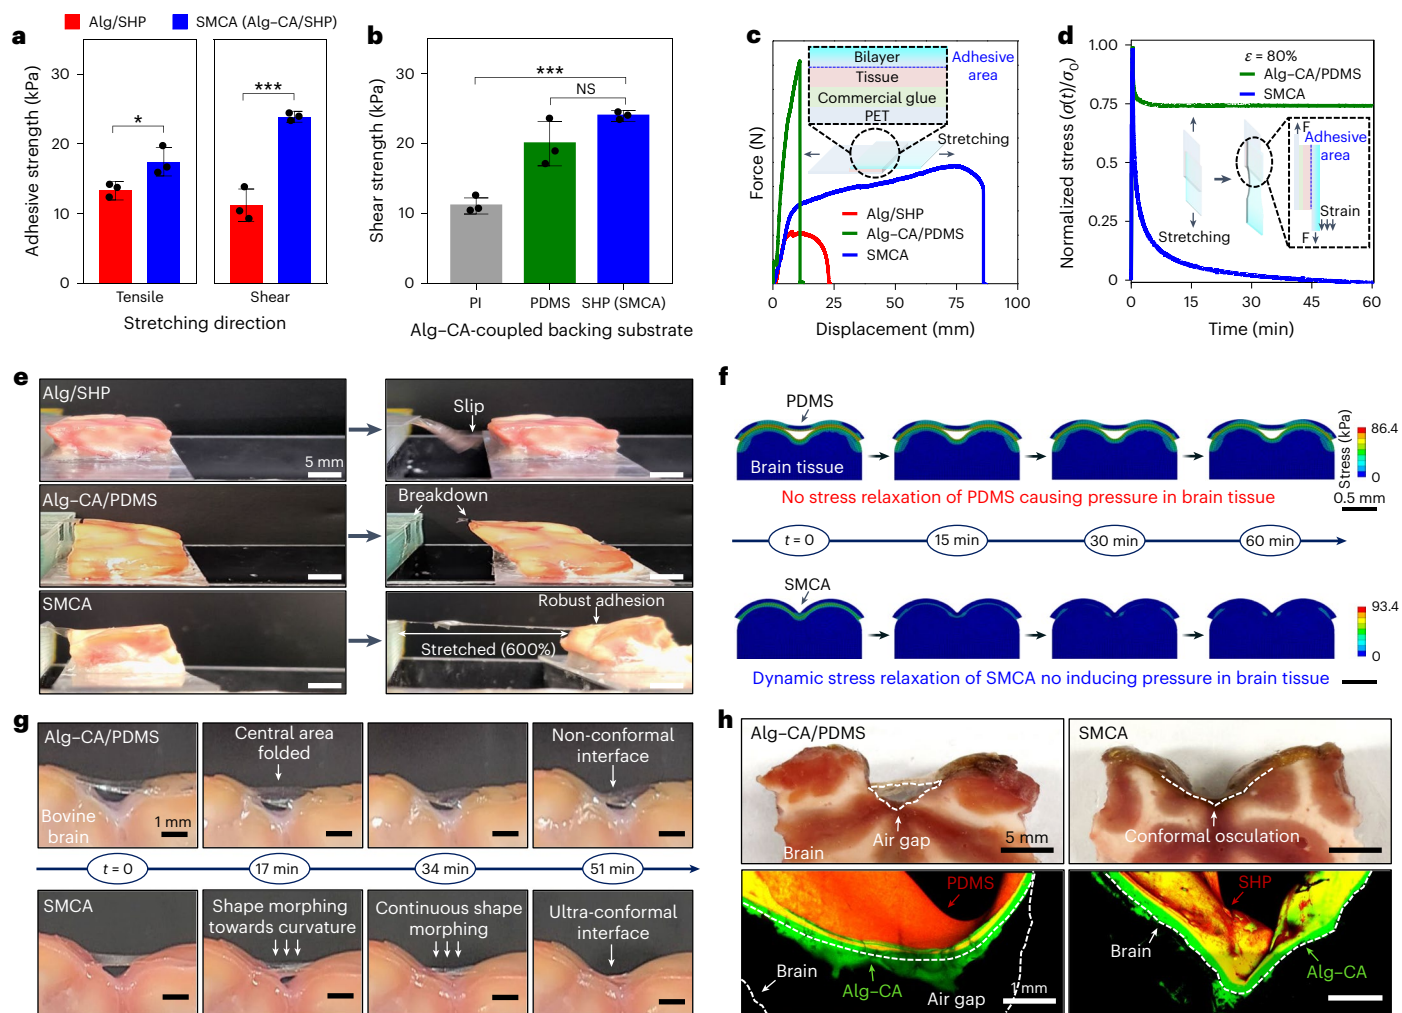 Alg/SHP
SMCA (Alg–CA/SHP)
a
Adhesive strength (kPa)
30
20
10
0
*
***
Tensile
Shear
Stretching direction
b
Shear strength (kPa)
30
20
10
0
***
NS
PI
PDMS
SHP (SMCA)
Alg–CA-coupled backing substrate
c
Force (N)
Bilayer
Tissue
Commercial glue
PET
Adhesive
area
Stretching
Alg/SHP
Alg–CA/PDMS
SMCA
0
25
50
75
100
Displacement (mm)
d
Normalized stress (σ(t)/σ0)
1.00
0.75
0.5
0.25
0
ε = 80%
Alg–CA/PDMS
SMCA
Stretching
F
Adhesive
area
Strain
F
0
15
30
45
60
Time (min)
e
Alg/SHP
5 mm
Slip
Alg–CA/PDMS
Breakdown
SMCA
Robust adhesion
Stretched (600%)
f
PDMS
Brain tissue
Stress (kPa)
86.4
0
0.5 mm
No stress relaxation of PDMS causing pressure in brain tissue
t = 0
15 min
30 min
60 min
SMCA
93.4
0
Dynamic stress relaxation of SMCA no inducing pressure in brain tissue
g
Alg–CA/PDMS
Bovine
brain
1 mm
Central area
folded
Non-conformal
interface
t = 0
17 min
34 min
51 min
SMCA
Shape morphing
towards curvature
Continuous shape
morphing
Ultra-conformal
interface
h
Alg–CA/PDMS
Air gap
Brain
5 mm
SMCA
Conformal osculation
PDMS
Brain
Alg–CA
Air gap
1 mm
SHP
Brain
Alg–CA